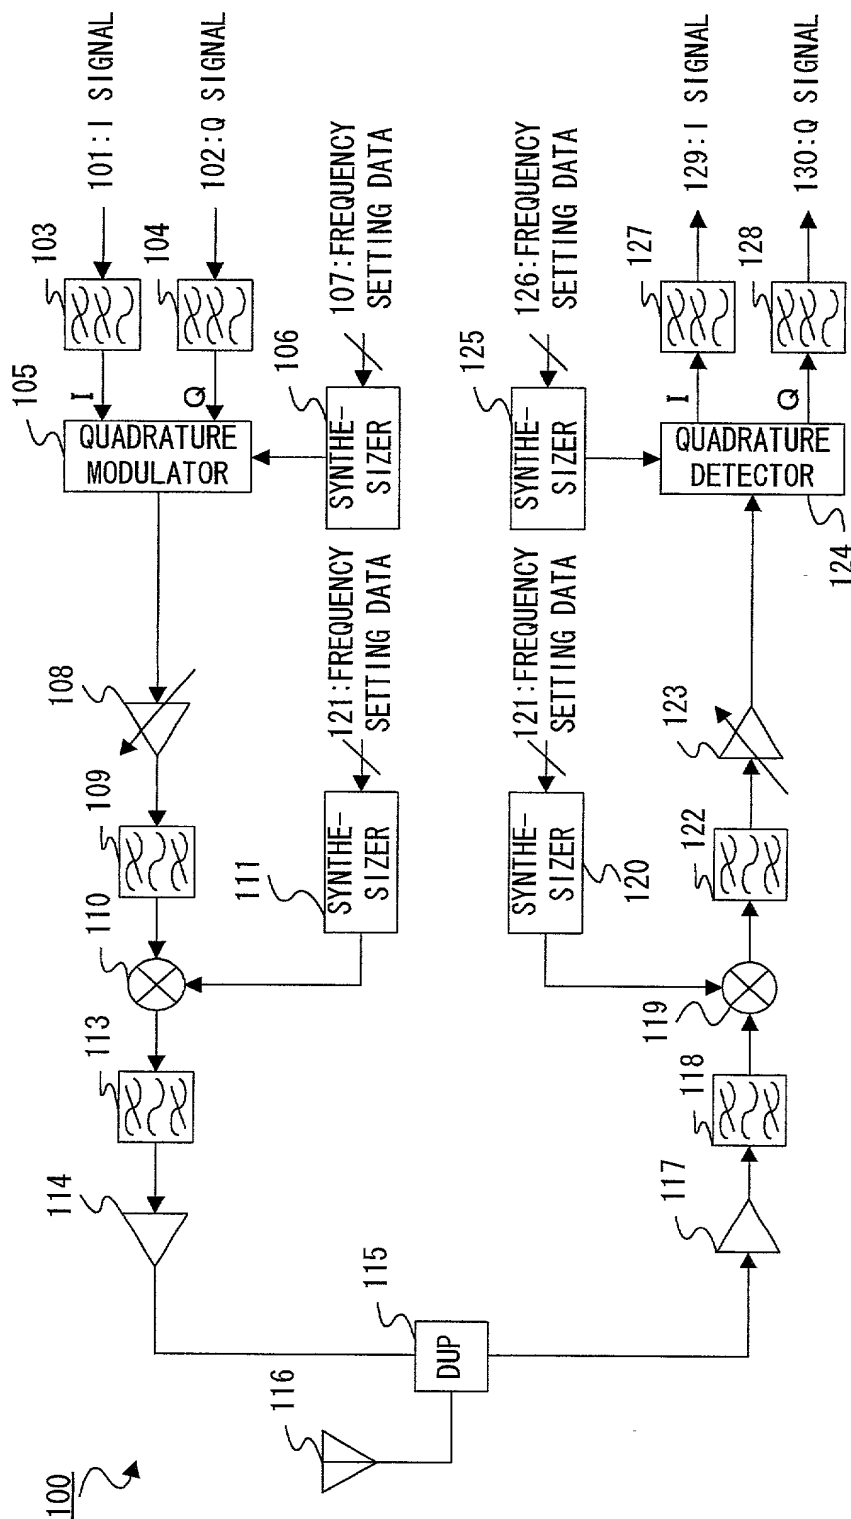 100
116
DUP
115
114
113
110
109
108
105
QUADRATURE
MODULATOR
I
Q
103
101:I SIGNAL
104
102:Q SIGNAL
111
SYNTHE-
SIZER
121:FREQUENCY
SETTING DATA
106
SYNTHE-
SIZER
107:FREQUENCY
SETTING DATA
117
118
119
120
SYNTHE-
SIZER
121:FREQUENCY
SETTING DATA
122
123
125
SYNTHE-
SIZER
126:FREQUENCY
SETTING DATA
124
QUADRATURE
DETECTOR
I
Q
127
129:I SIGNAL
128
130:Q SIGNAL